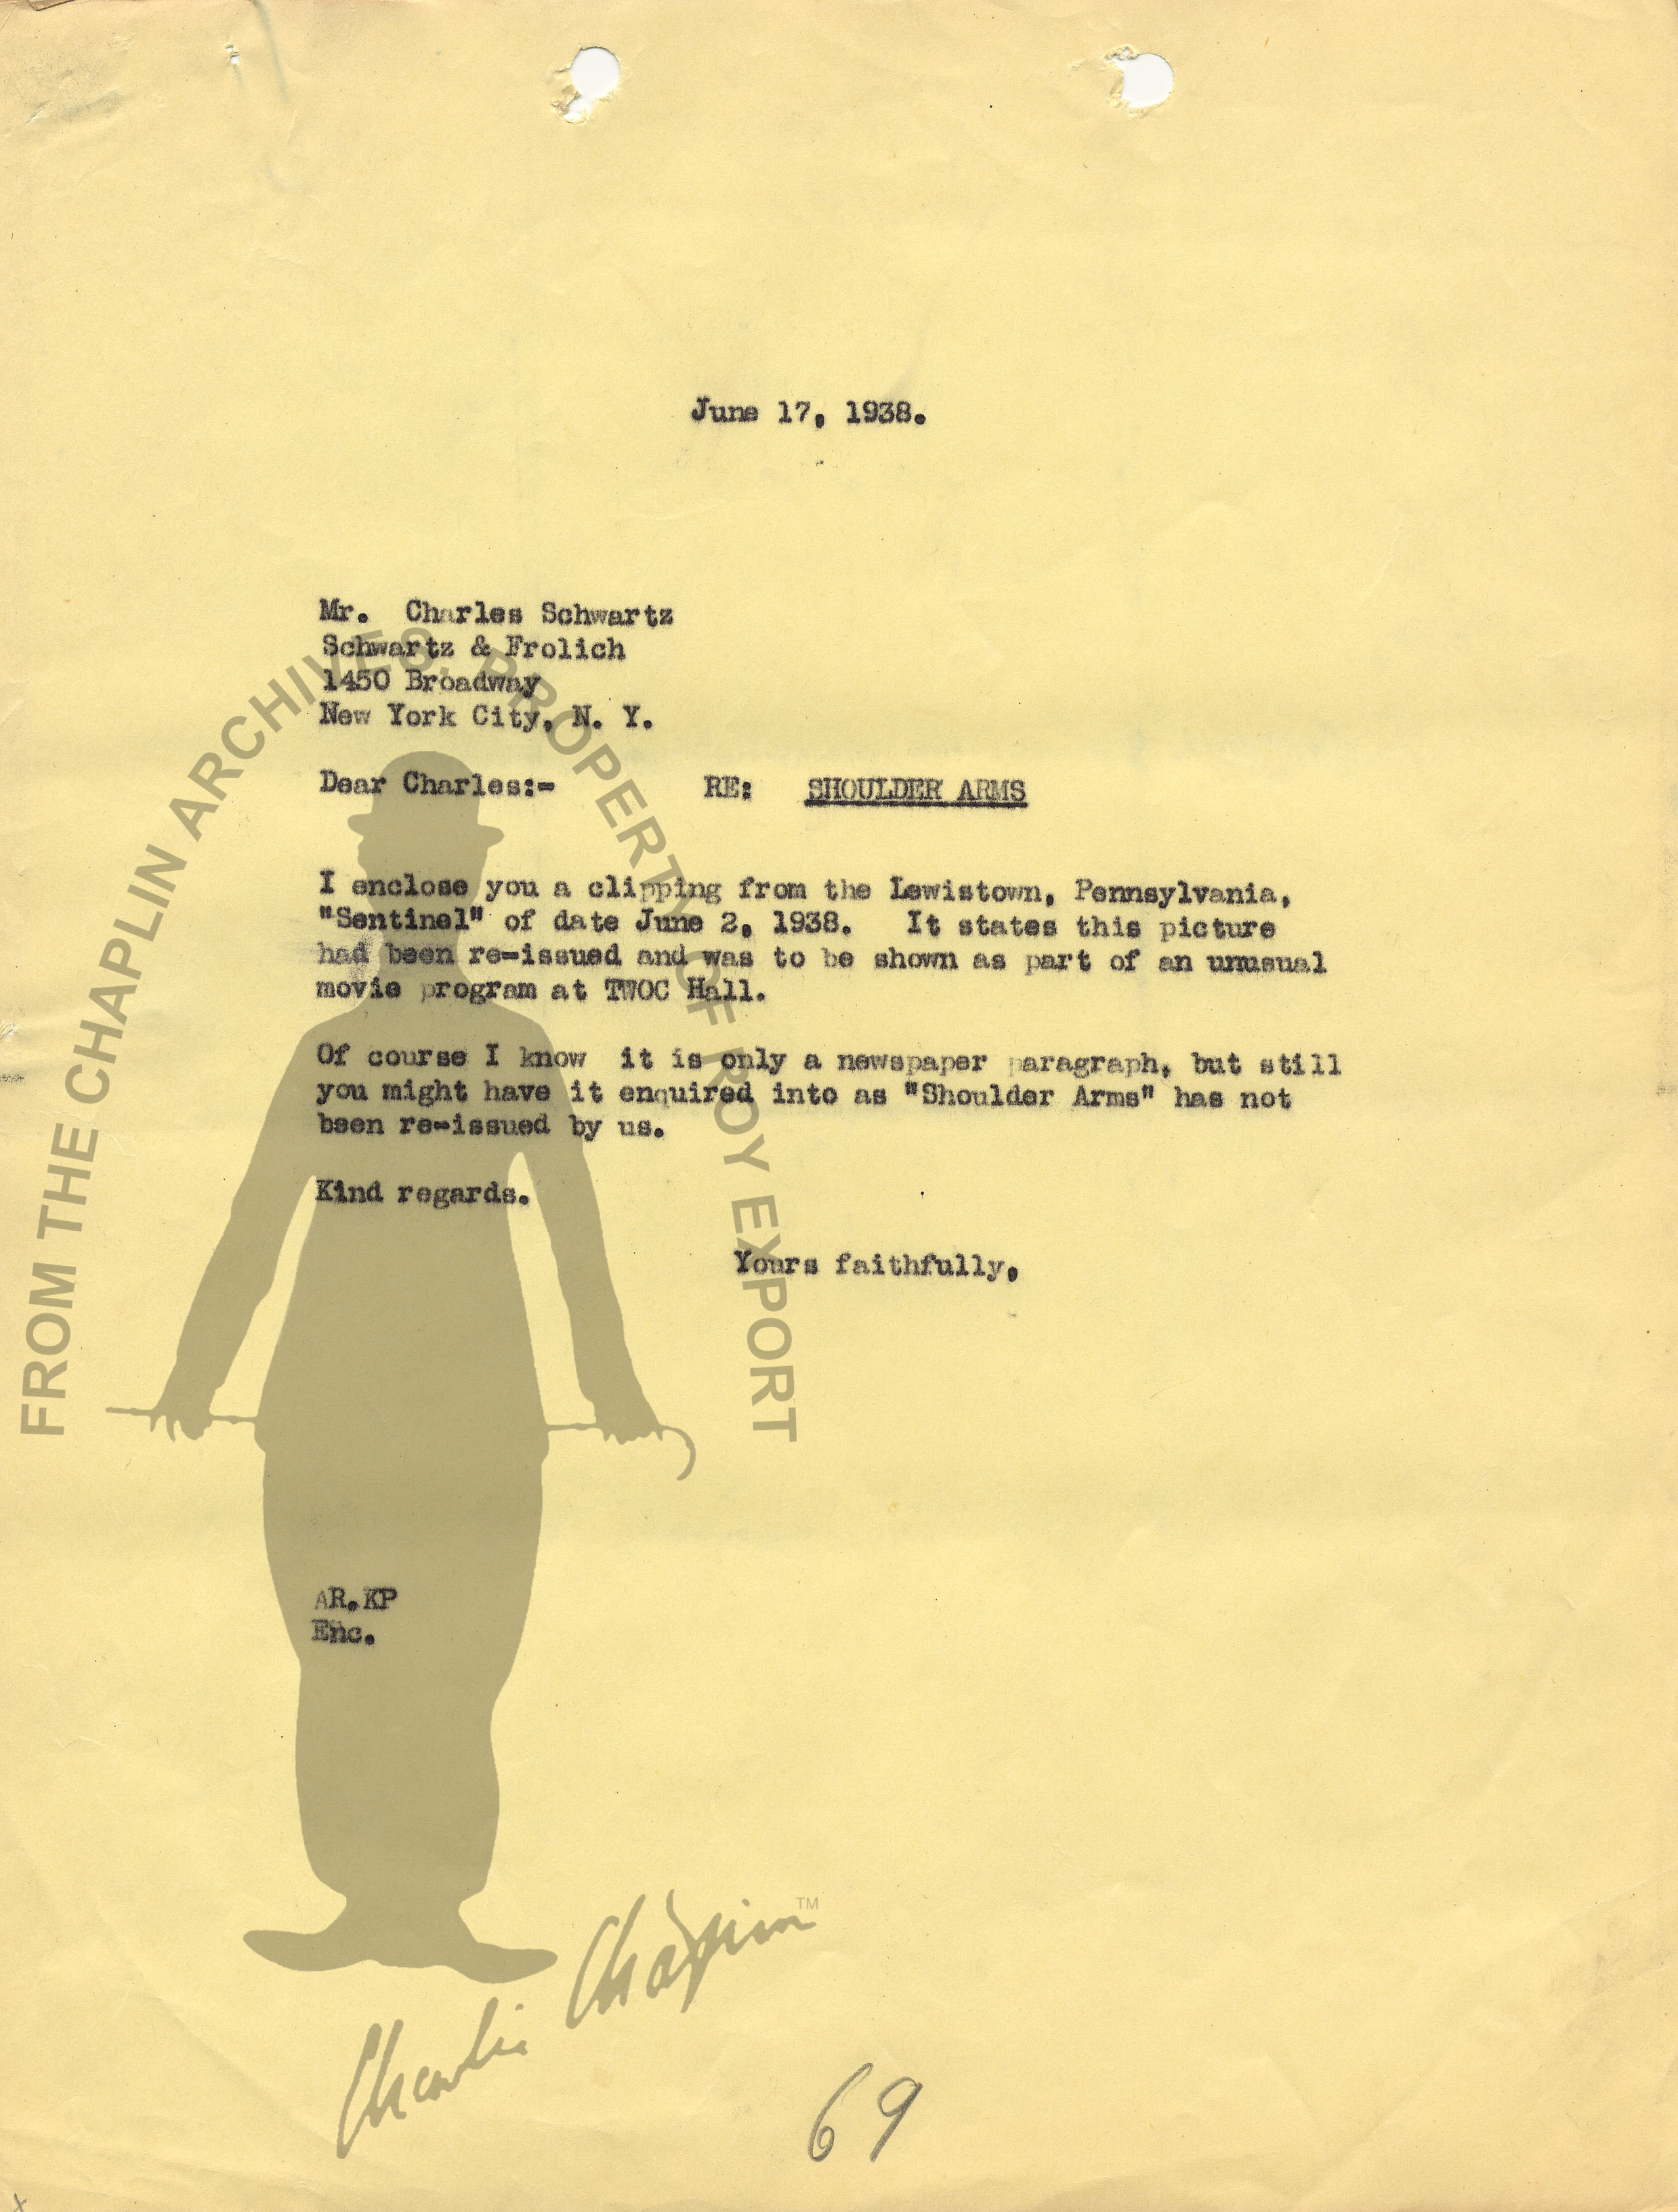 June 17, 1938.
Mr.  Charles Schwartz
Schwartz & Frolich
1450 Broadway
New York City, N. Y.
Dear Charles:-    RE:  SHOULDER ARMS
I enclose you a clipping from the Lewistown, Pennsylvania,
"Sentinel" of date June 2, 1938.  It states this picture
had been re-issued and was to be shown as part of an unusual
movie program at TWOC Hall.
Of course I know  it is only a newspaper paragraph, but still
you might have it enquired into as "Shoulder Arms" has not
been re-issued by us.
Kind regards.
Yours faithfully,
AR.KP
Enc.
FROM THE CHAPLIN ARCHIVES. PROPERTY OF ROY EXPORT
Charlie Chaplin™
69
x